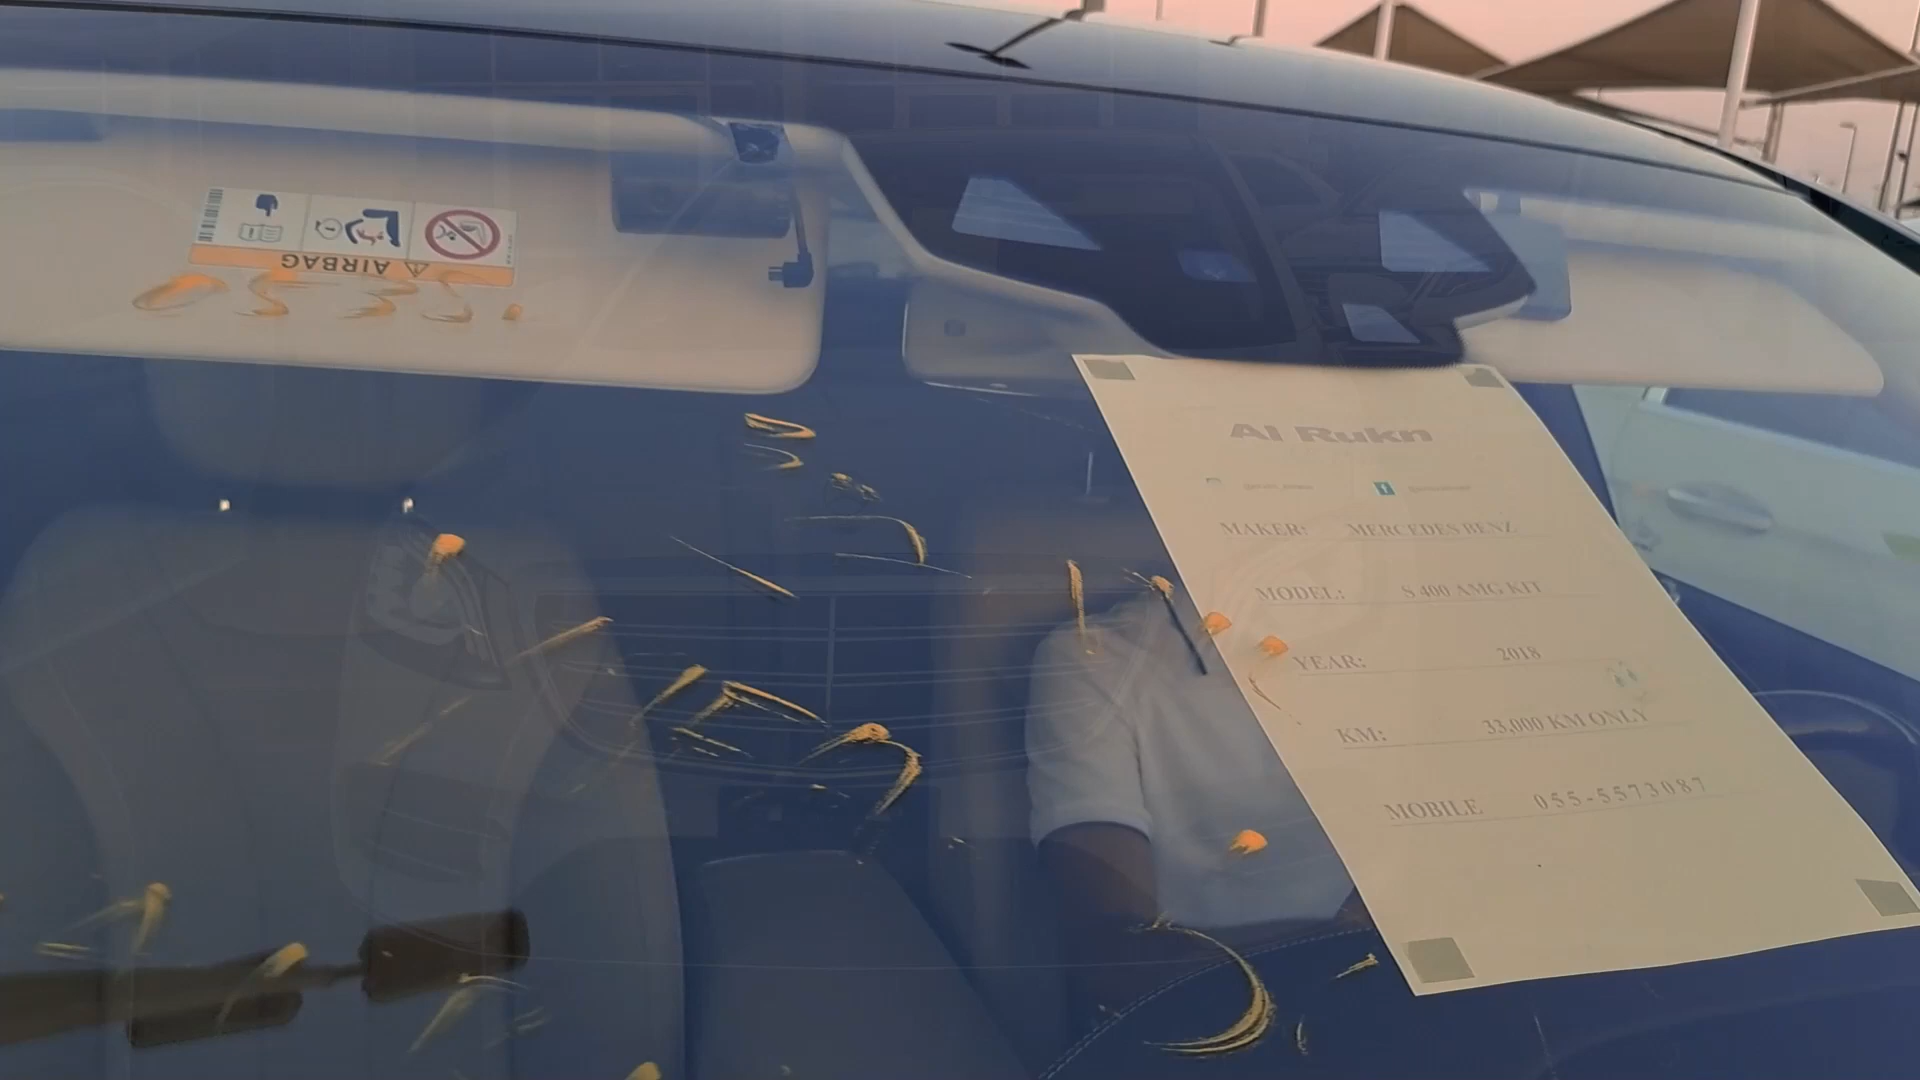 AIRBAG
Al Rukn
MAKER: MERCEDES BENZ
MODEL: S 400 AMG KIT
YEAR: 2018
KM: 33,000 KM ONLY
MOBILE 055-5573087